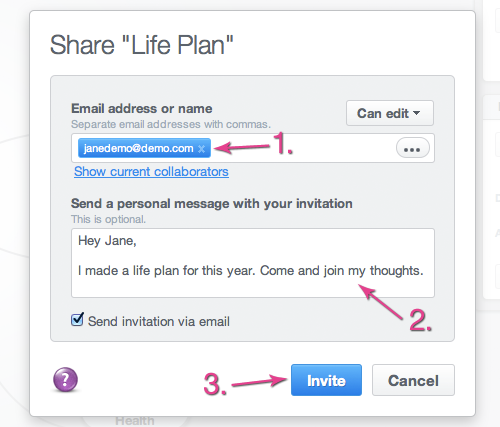 Share "Life Plan"
Email address or name
Can edit
Separate email addresses with commas.
janedemo@demo.com x
1.
...
Show current collaborators
Send a personal message with your invitation
This is optional.
Hey Jane,
I made a life plan for this year. Come and join my thoughts.
2.
Send invitation via email
?
3.
Invite
Cancel
Health